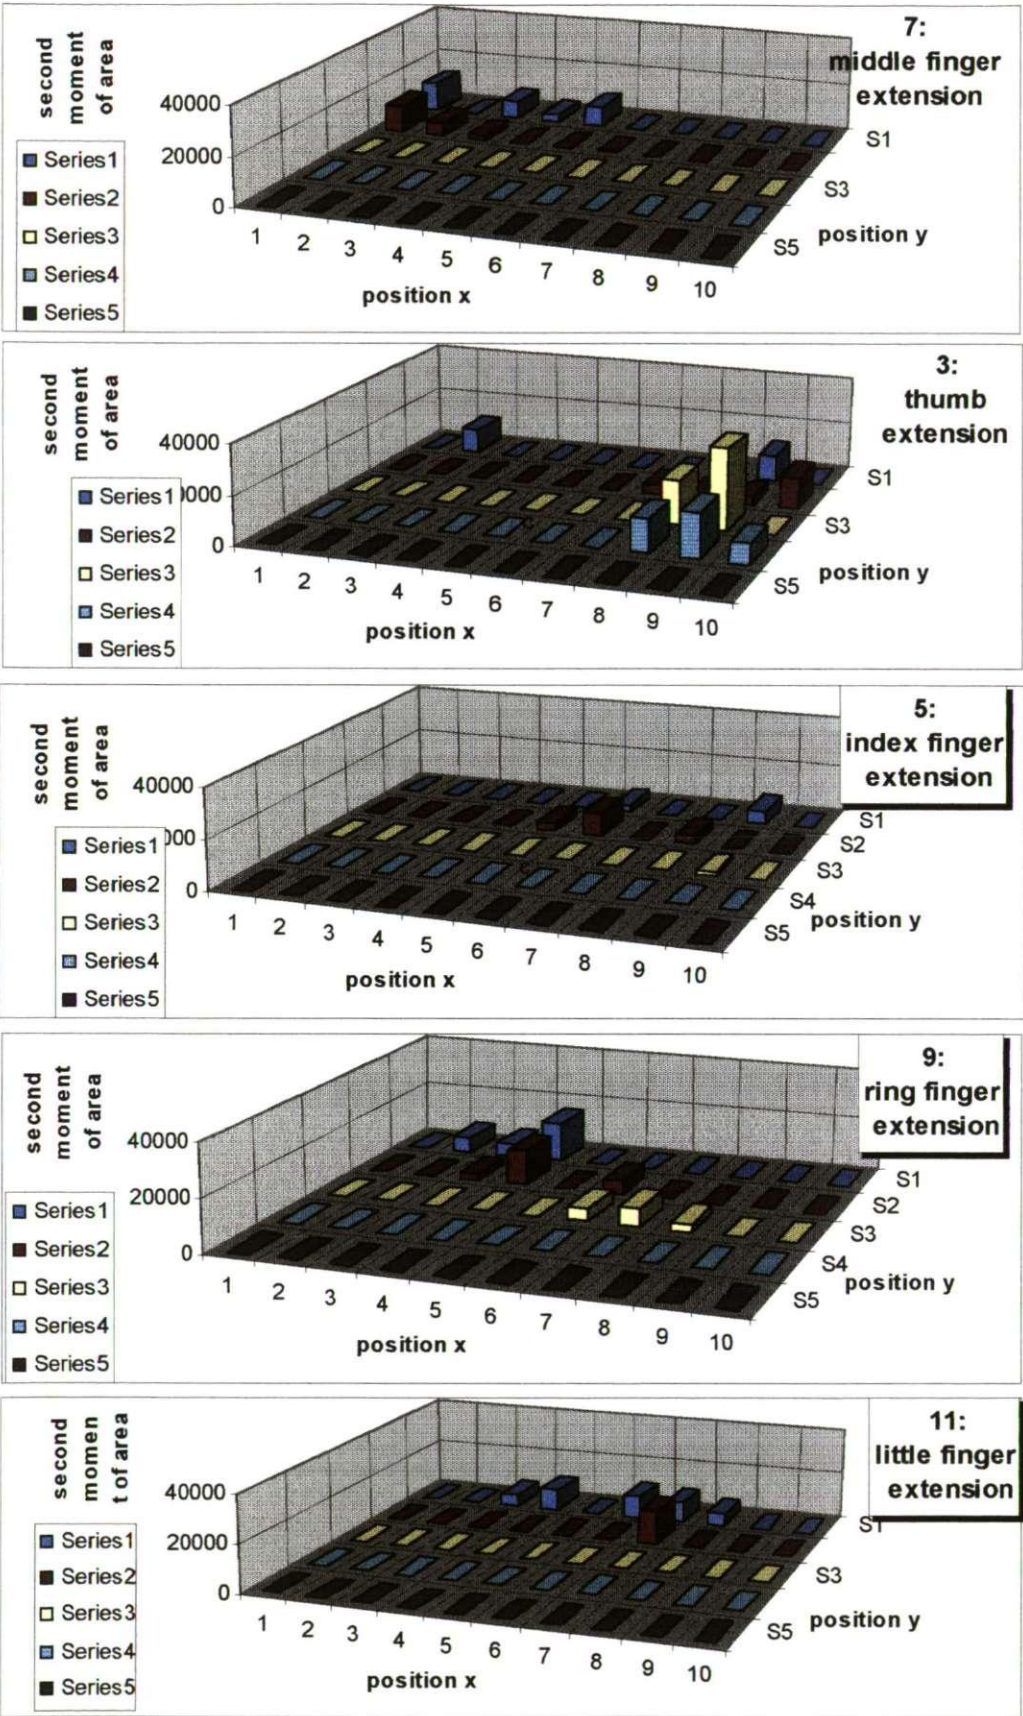 7:
middle finger
extension
second
moment
of area
40000
20000
0
Series1
Series2
Series3
Series4
Series5
1 2 3 4 5 6 7 8 9 10
position x
S1
S3
S5
position y
3:
thumb
extension
second
moment
of area
40000
0000
0
Series1
Series2
Series3
Series4
Series5
1 2 3 4 5 6 7 8 9 10
position x
S1
S3
S5
position y
5:
index finger
extension
second
moment
of area
40000
000
0
Series1
Series2
Series3
Series4
Series5
1 2 3 4 5 6 7 8 9 10
position x
S1
S2
S3
S4
S5
position y
9:
ring finger
extension
second
moment
of area
40000
20000
0
Series1
Series2
Series3
Series4
Series5
1 2 3 4 5 6 7 8 9 10
position x
S1
S2
S3
S4
S5
position y
11:
little finger
extension
second
momen
t of area
40000
20000
0
Series1
Series2
Series3
Series4
Series5
1 2 3 4 5 6 7 8 9 10
position x
S1
S3
S5
position y